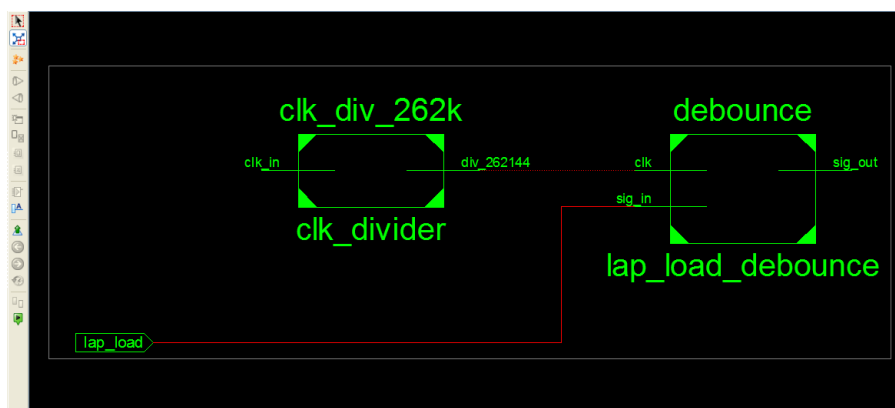 clk_div_262k
debounce
clk_in
div_262144
clk
sig_out
sig_in
clk_divider
lap_load_debounce
lap_load